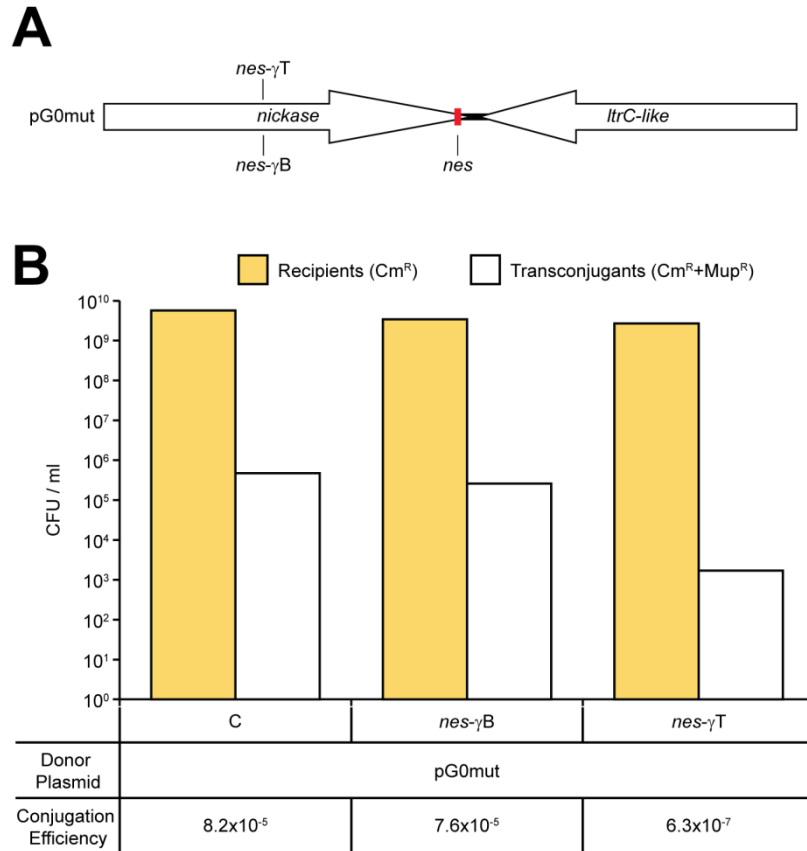 A
nes-γT
pG0mut
nickase
ltrC-like
nes-γB
nes
B
Recipients (Cmᴿ)
Transconjugants (Cmᴿ+Mupᴿ)
10¹⁰
10⁹
10⁸
10⁷
10⁶
10⁵
10⁴
10³
10²
10¹
10⁰
CFU / ml
C
nes-γB
nes-γT
Donor
Plasmid
pG0mut
Conjugation
Efficiency
8.2x10⁻⁵
7.6x10⁻⁵
6.3x10⁻⁷